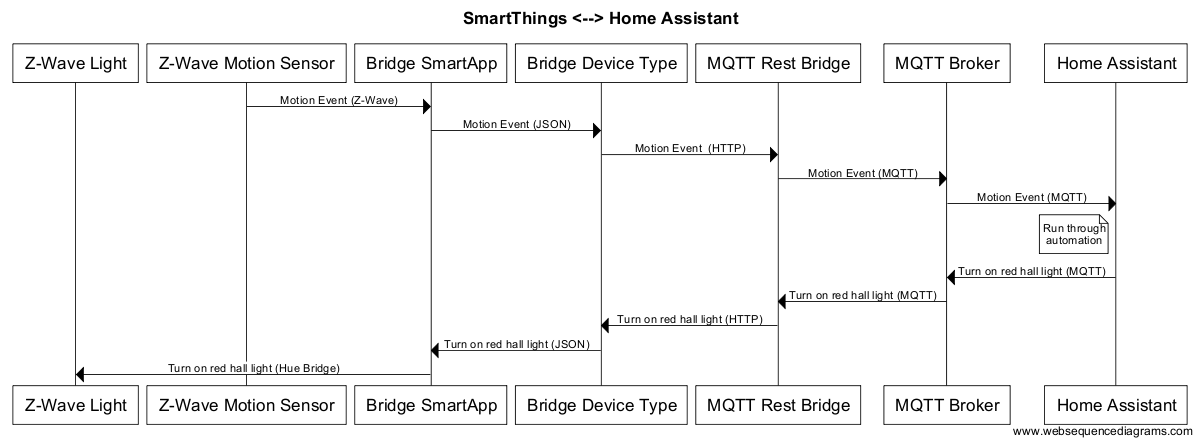 SmartThings <--> Home Assistant
Z-Wave Light
Z-Wave Motion Sensor
Bridge SmartApp
Bridge Device Type
MQTT Rest Bridge
MQTT Broker
Home Assistant
Motion Event (Z-Wave)
Motion Event (JSON)
Motion Event  (HTTP)
Motion Event (MQTT)
Motion Event (MQTT)
Run through
automation
Turn on red hall light (MQTT)
Turn on red hall light (MQTT)
Turn on red hall light (HTTP)
Turn on red hall light (JSON)
Turn on red hall light (Hue Bridge)
Z-Wave Light
Z-Wave Motion Sensor
Bridge SmartApp
Bridge Device Type
MQTT Rest Bridge
MQTT Broker
Home Assistant
www.websequencediagrams.com